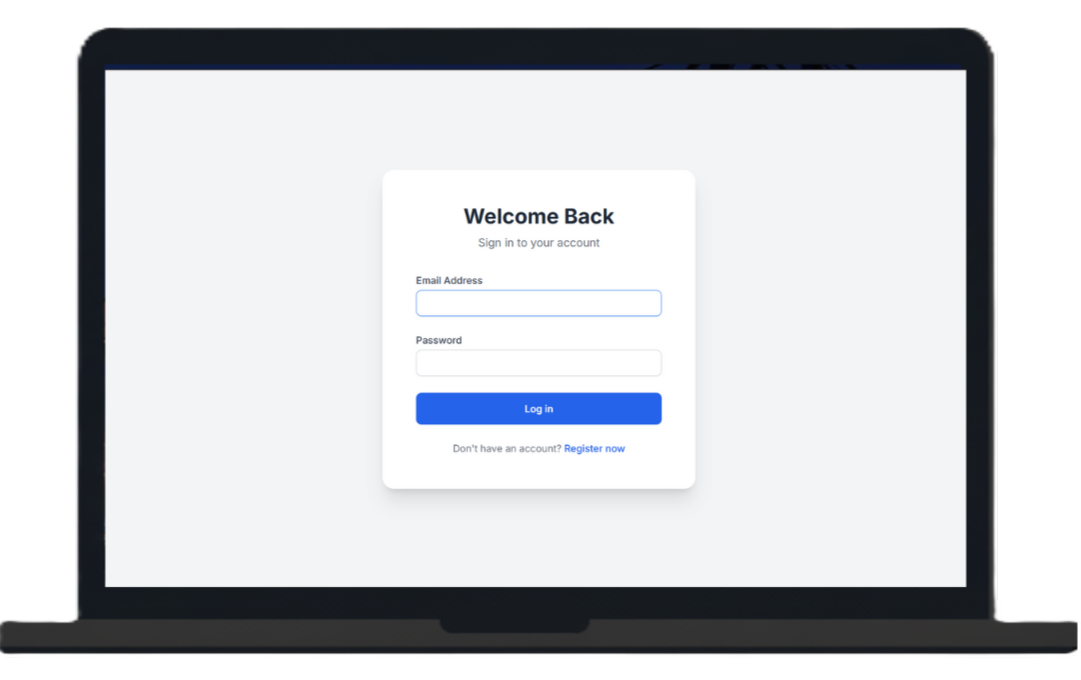 Welcome Back
Sign in to your account
Email Address
Password
Log in
Don't have an account? Register now